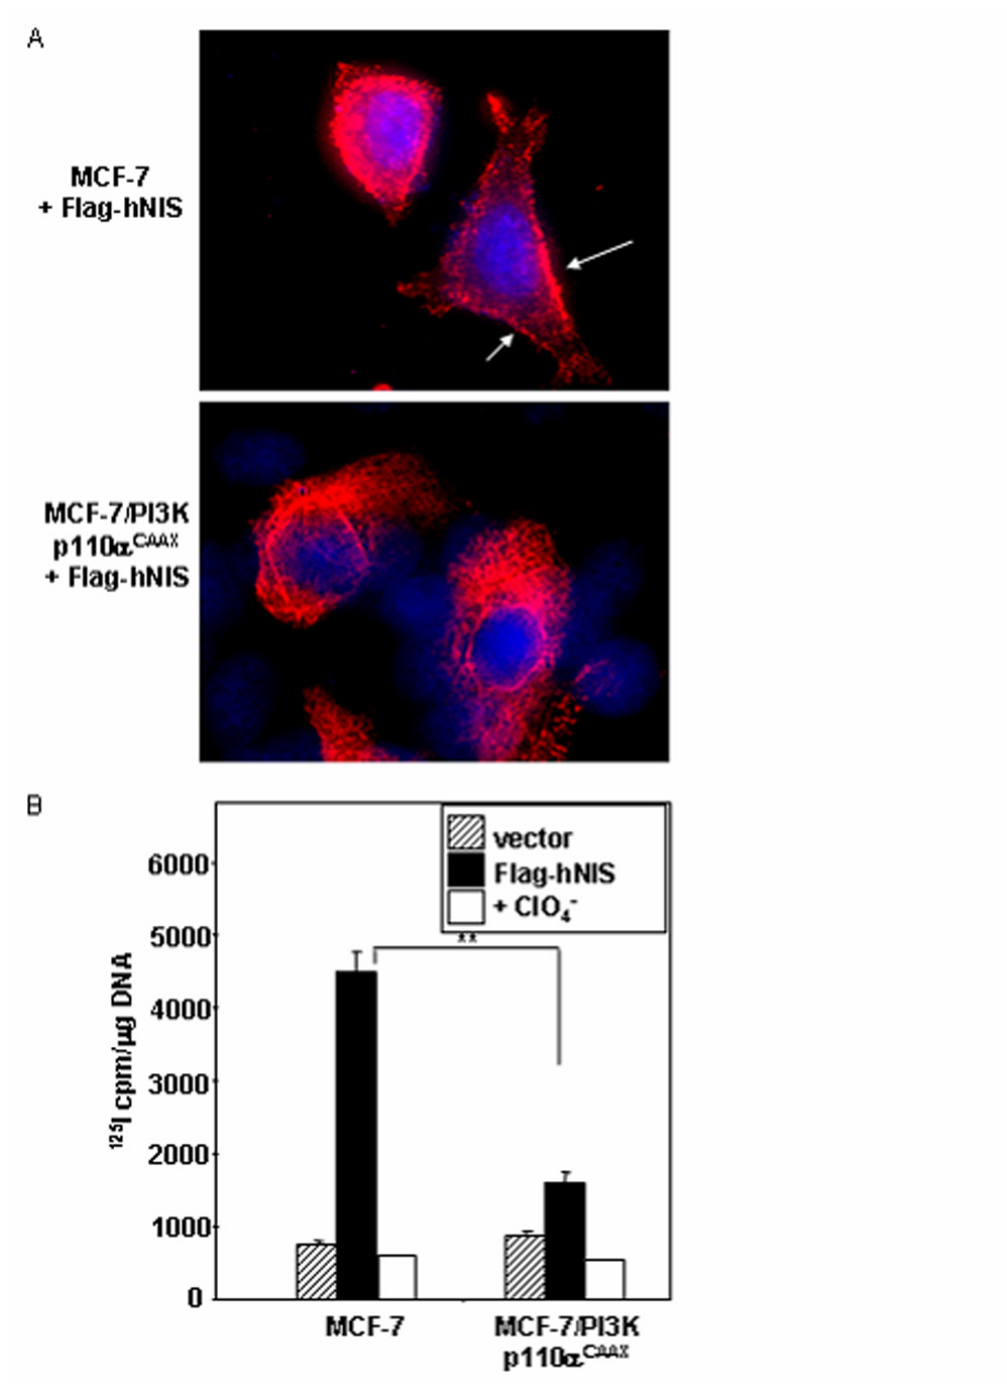 A
MCF-7
+ Flag-hNIS
MCF-7/PI3K
p110α CAAX
+ Flag-hNIS
B
vector
Flag-hNIS
+ ClO4-
**
6000
5000
4000
3000
2000
1000
0
125I cpm/µg DNA
MCF-7
MCF-7/PI3K
p110α CAAX